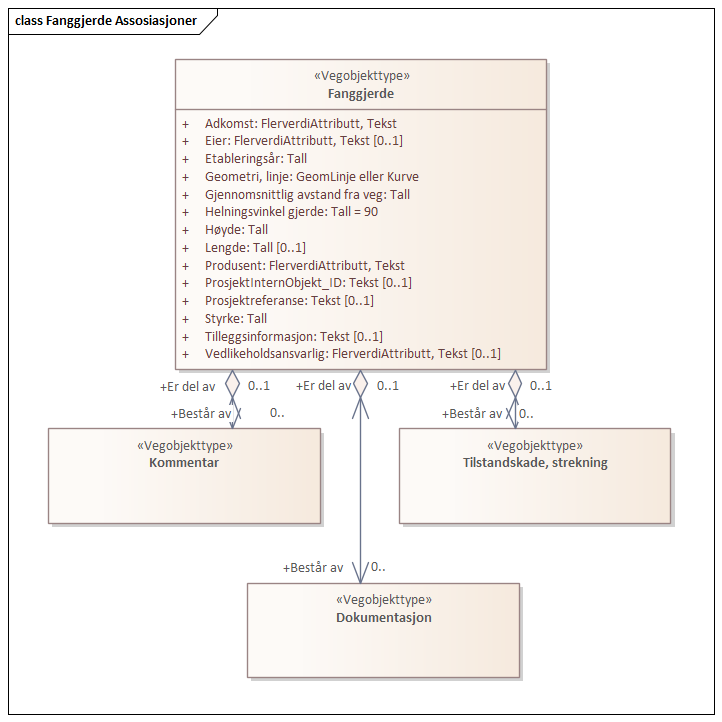 class Fanggjerde Assosiasjoner
«Vegobjekttype»
Fanggjerde
+ Adkomst: FlerverdiAttributt, Tekst
+ Eier: FlerverdiAttributt, Tekst [0..1]
+ Etableringsår: Tall
+ Geometri, linje: GeomLinje eller Kurve
+ Gjennomsnittlig avstand fra veg: Tall
+ Helningsvinkel gjerde: Tall = 90
+ Høyde: Tall
+ Lengde: Tall [0..1]
+ Produsent: FlerverdiAttributt, Tekst
+ ProsjektInternObjekt_ID: Tekst [0..1]
+ Prosjektreferanse: Tekst [0..1]
+ Styrke: Tall
+ Tilleggsinformasjon: Tekst [0..1]
+ Vedlikeholdsansvarlig: FlerverdiAttributt, Tekst [0..1]
+Er del av 0..1 +Er del av 0..1 +Er del av 0..1
+Består av 0.. +Består av 0..
«Vegobjekttype»
Kommentar
«Vegobjekttype»
Tilstandskade, strekning
+Består av 0..
«Vegobjekttype»
Dokumentasjon